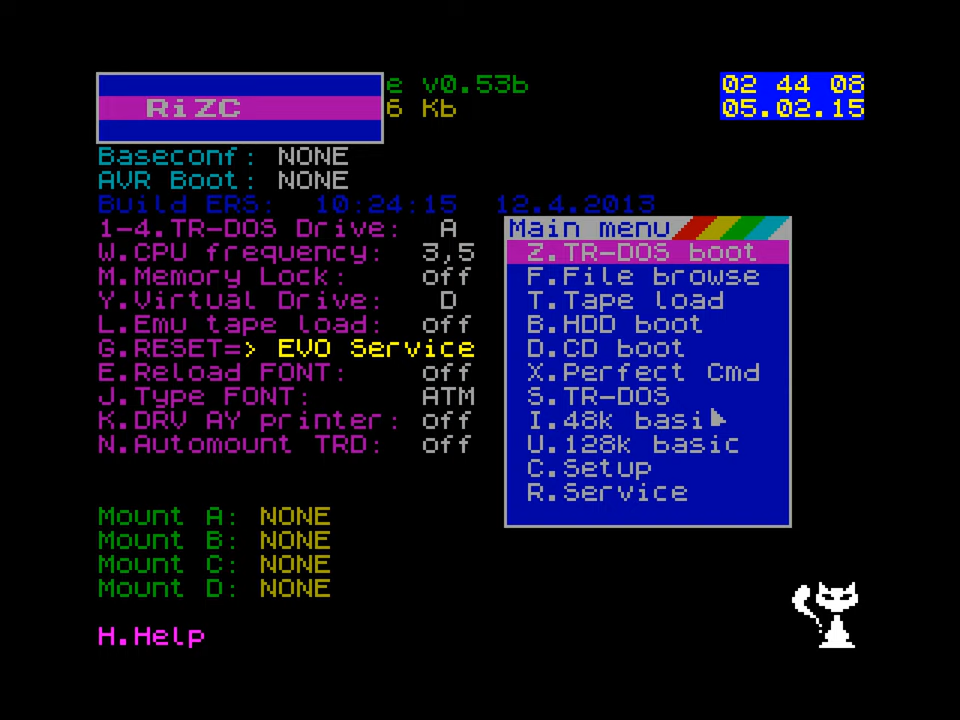 e v0.53b
02 44 08
RiZC
6 Kb
05.02.15
Baseconf: NONE
AVR Boot: NONE
Build ERS: 10:24:15 12.4.2013
1-4.TR-DOS Drive: A
W.CPU frequency: 3,5
M.Memory Lock: off
Y.Virtual Drive: D
L.Emu tape load: off
G.RESET=> EVO Service
E.Reload FONT: off
J.Type FONT: ATM
K.DRV AY printer: off
N.Automount TRD: off
Main menu
Z.TR-DOS boot
F.File browse
T.Tape load
B.HDD boot
D.CD boot
X.Perfect Cmd
S.TR-DOS
I.48k basi
U.128k basic
C.Setup
R.Service
Mount A: NONE
Mount B: NONE
Mount C: NONE
Mount D: NONE
H.Help